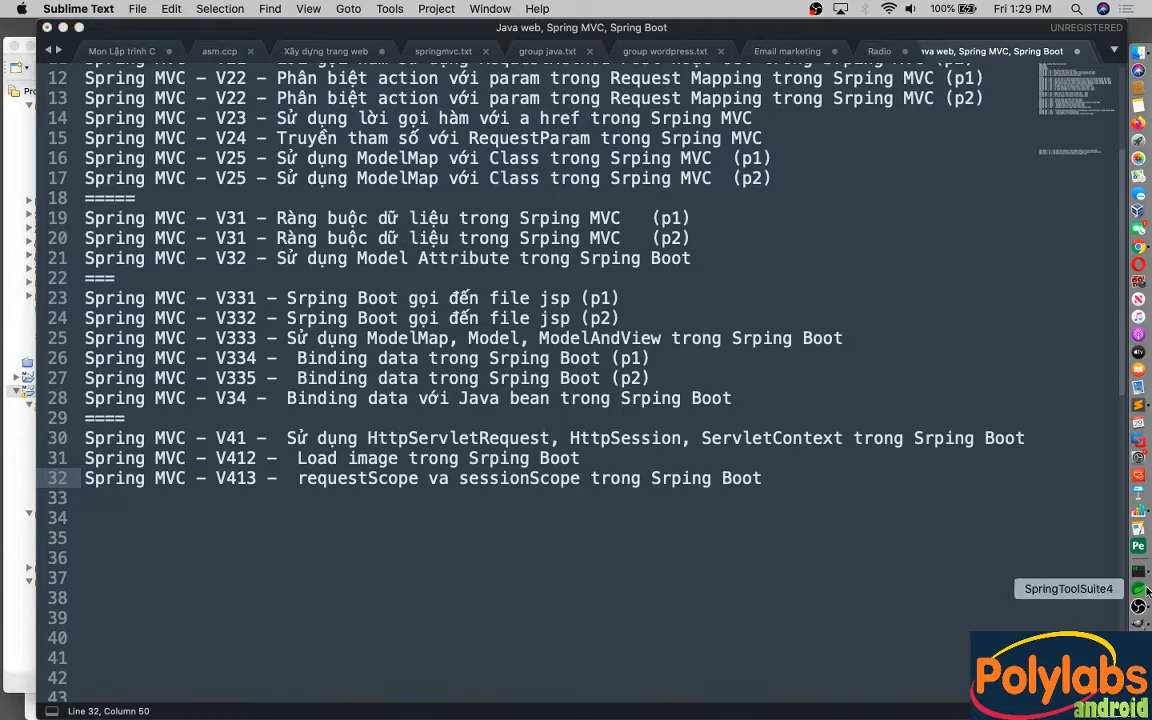 Sublime Text File Edit Selection Find View Goto Tools Project Window Help 100% Fri 1:29 PM
Java web, Spring MVC, Spring Boot UNREGISTERED
Mon Lập trình C asm.ccp Xây dựng trang web springmvc.txt group java.txt group wordpress.txt Email marketing Radio ava web, Spring MVC, Spring Boot
12 Spring MVC - V22 - Phân biệt action với param trong Request Mapping trong Srping MVC (p1)
13 Spring MVC - V22 - Phân biệt action với param trong Request Mapping trong Srping MVC (p2)
14 Spring MVC - V23 - Sử dụng lời gọi hàm với a href trong Srping MVC
15 Spring MVC - V24 - Truyền tham số với RequestParam trong Srping MVC
16 Spring MVC - V25 - Sử dụng ModelMap với Class trong Srping MVC (p1)
17 Spring MVC - V25 - Sử dụng ModelMap với Class trong Srping MVC (p2)
18 =====
19 Spring MVC - V31 - Ràng buộc dữ liệu trong Srping MVC (p1)
20 Spring MVC - V31 - Ràng buộc dữ liệu trong Srping MVC (p2)
21 Spring MVC - V32 - Sử dụng Model Attribute trong Srping Boot
22 ===
23 Spring MVC - V331 - Srping Boot gọi đến file jsp (p1)
24 Spring MVC - V332 - Srping Boot gọi đến file jsp (p2)
25 Spring MVC - V333 - Sử dụng ModelMap, Model, ModelAndView trong Srping Boot
26 Spring MVC - V334 - Binding data trong Srping Boot (p1)
27 Spring MVC - V335 - Binding data trong Srping Boot (p2)
28 Spring MVC - V34 - Binding data với Java bean trong Srping Boot
29 ====
30 Spring MVC - V41 - Sử dụng HttpServletRequest, HttpSession, ServletContext trong Srping Boot
31 Spring MVC - V412 - Load image trong Srping Boot
32 Spring MVC - V413 - requestScope va sessionScope trong Srping Boot
33
34
35
36
37
38
39
40
41
42
43
SpringToolSuite4
Polylabs
android
Line 32, Column 50